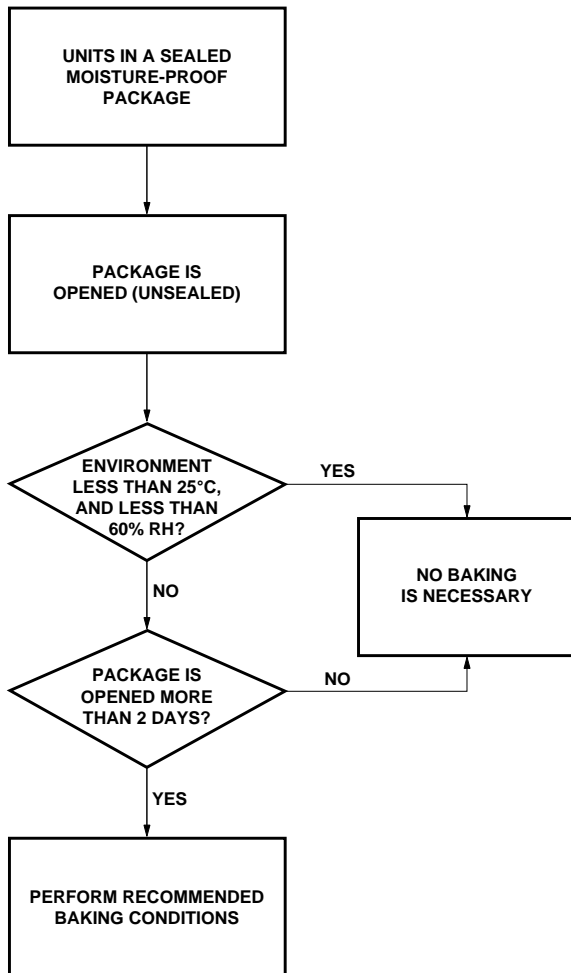 UNITS IN A SEALED
MOISTURE-PROOF
PACKAGE
PACKAGE IS
OPENED (UNSEALED)
ENVIRONMENT
LESS THAN 25°C,
AND LESS THAN
60% RH?
YES
NO BAKING
IS NECESSARY
NO
PACKAGE IS
OPENED MORE
THAN 2 DAYS?
NO
YES
PERFORM RECOMMENDED
BAKING CONDITIONS